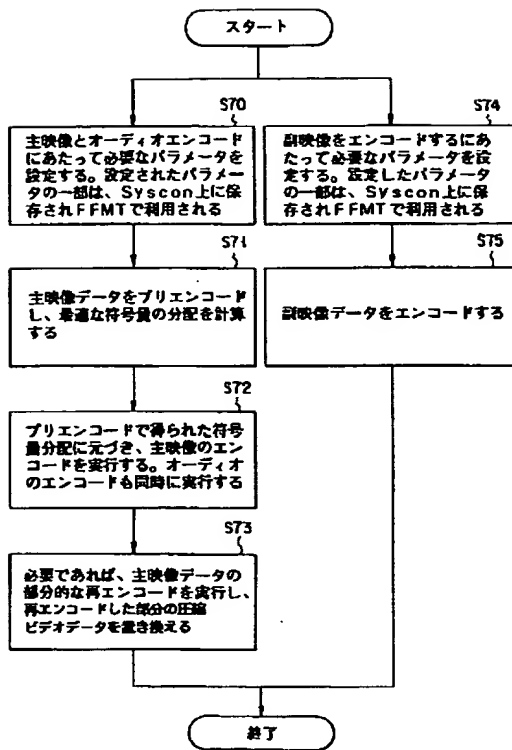 スタート
S70
主映像とオーディオエンコード
にあたって必要なパラメータを
設定する。設定されたパラメー
タの一部は、Syscon上に保
存されFFMTで利用される
S71
主映像データをプリエンコード
し、最適な符号量の分配を計算
する
S72
プリエンコードで得られた符号
量分配に元づき、主映像のエン
コードを実行する。オーディオ
のエンコードも同時に実行する
S73
必要であれば、主映像データの
部分的な再エンコードを実行し、
再エンコードした部分の圧縮
ビデオデータを置き換える
S74
副映像をエンコードするにあ
たって必要なパラメータを設
定する。設定したパラメータ
の一部は、Syscon上に保
存されFFMTで利用される
S75
副映像データをエンコードする
終了